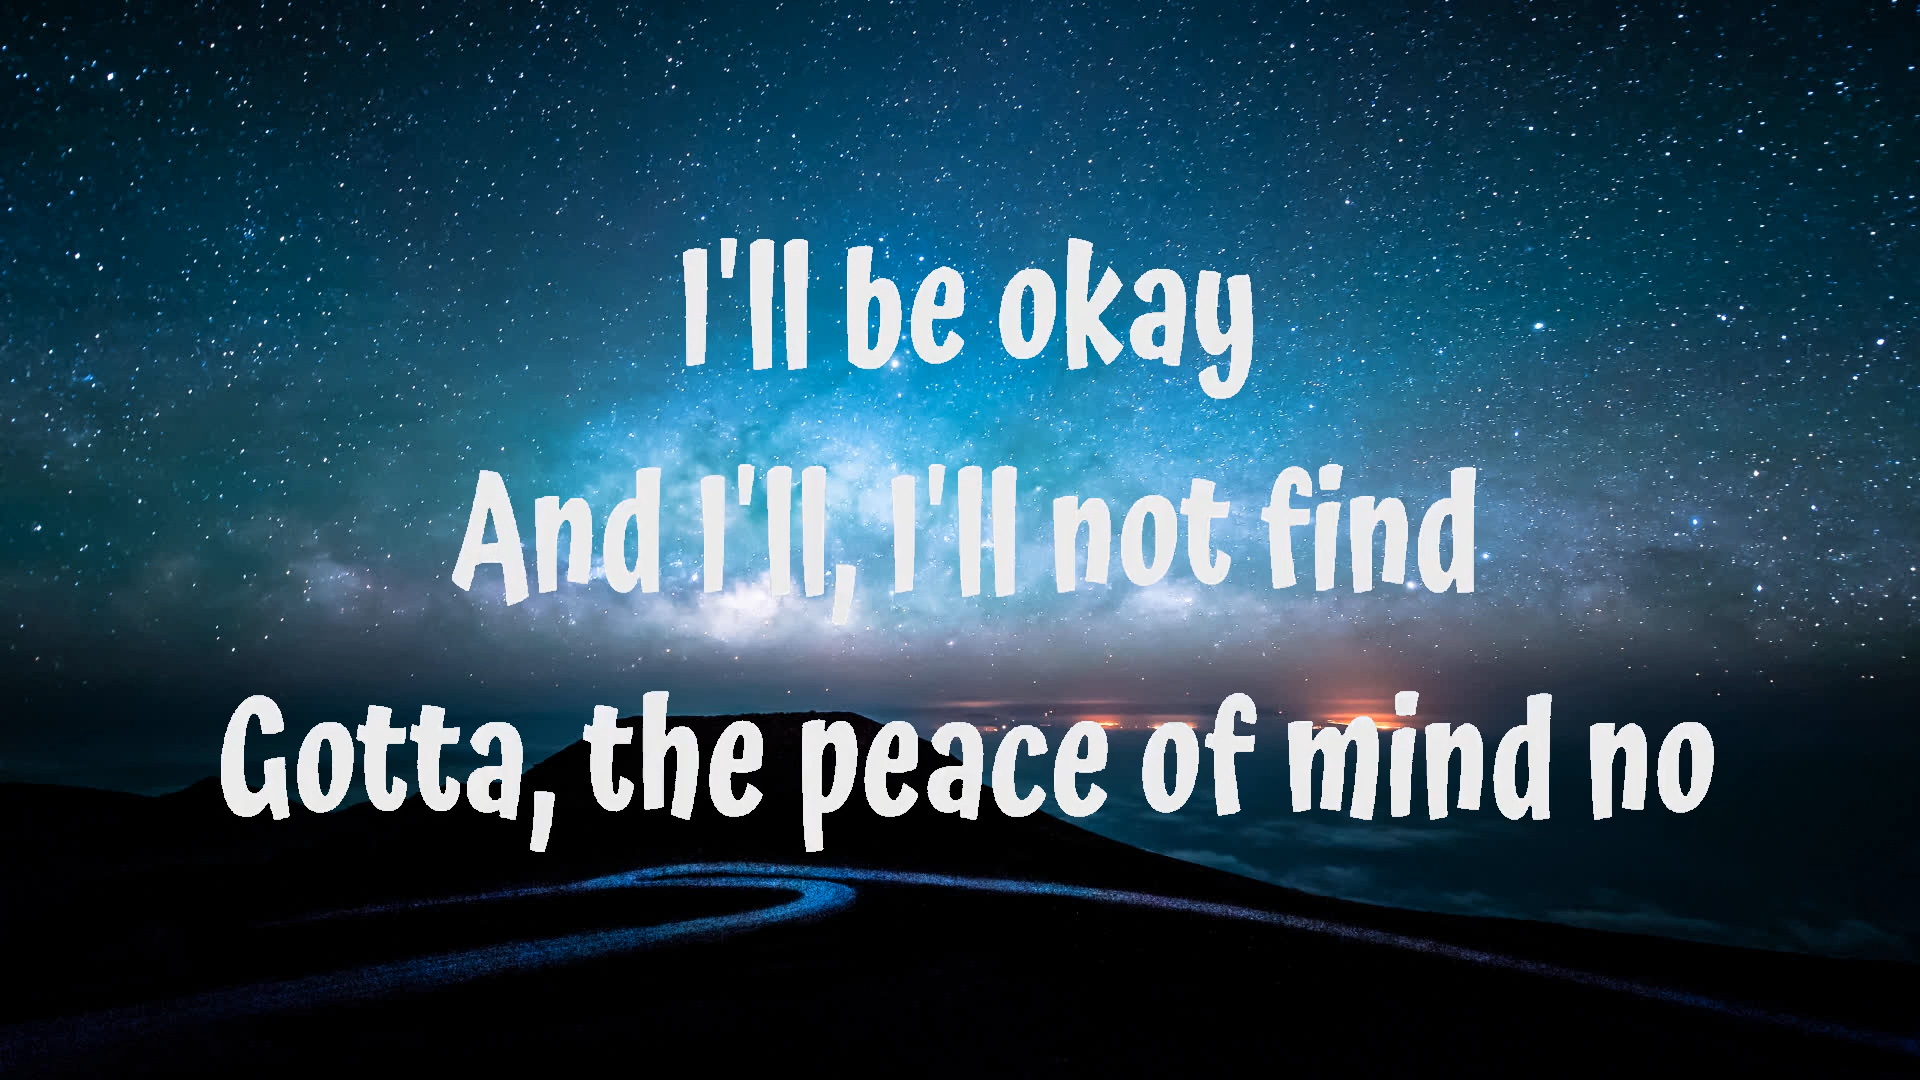 I'll be okay
And I'll, I'll not find
Gotta, the peace of mind no